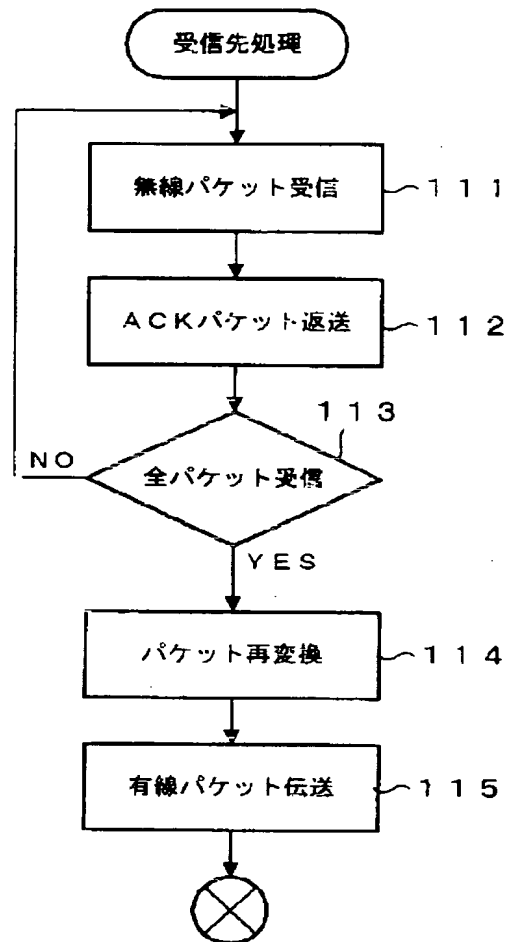 受信先処理
無線パケット受信
111
ACKパケット返送
112
113
NO
全パケット受信
YES
パケット再変換
114
有線パケット伝送
115